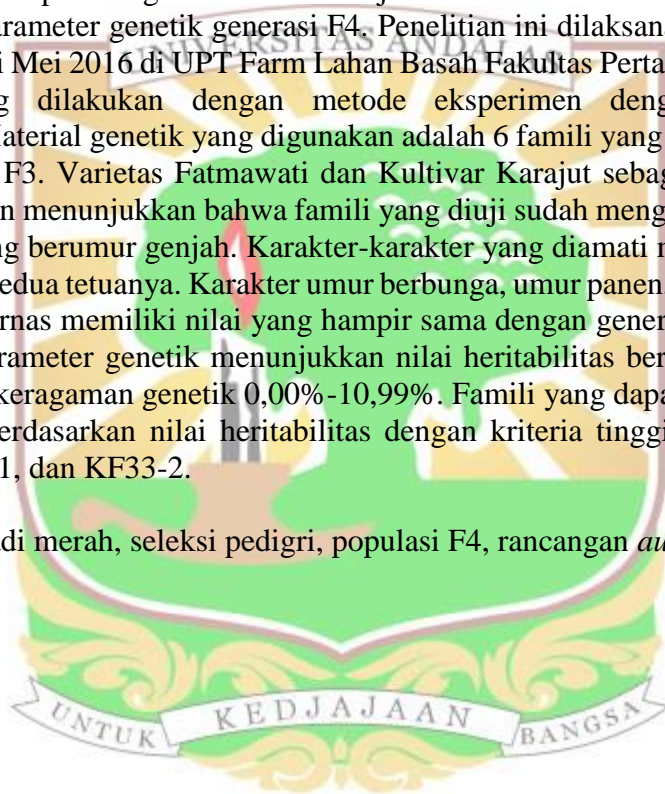 arameter genetik generasi F4. Penelitian ini dilaksana
UNIVERSITAS ANDALAS
i Mei 2016 di UPT Farm Lahan Basah Fakultas Perta
g dilakukan dengan metode eksperimen deng
Material genetik yang digunakan adalah 6 famili yang
F3. Varietas Fatmawati dan Kultivar Karajut sebag
n menunjukkan bahwa famili yang diuji sudah meng
ng berumur genjah. Karakter-karakter yang diamati m
edua tetuanya. Karakter umur berbunga, umur panen,
ernas memiliki nilai yang hampir sama dengan gener
arameter genetik menunjukkan nilai heritabilitas ber
keragaman genetik 0,00%-10,99%. Famili yang dapa
erdasarkan nilai heritabilitas dengan kriteria tinggi
1, dan KF33-2.
adi merah, seleksi pedigri, populasi F4, rancangan au
UNTUK KEDJAJAAN BANGSA